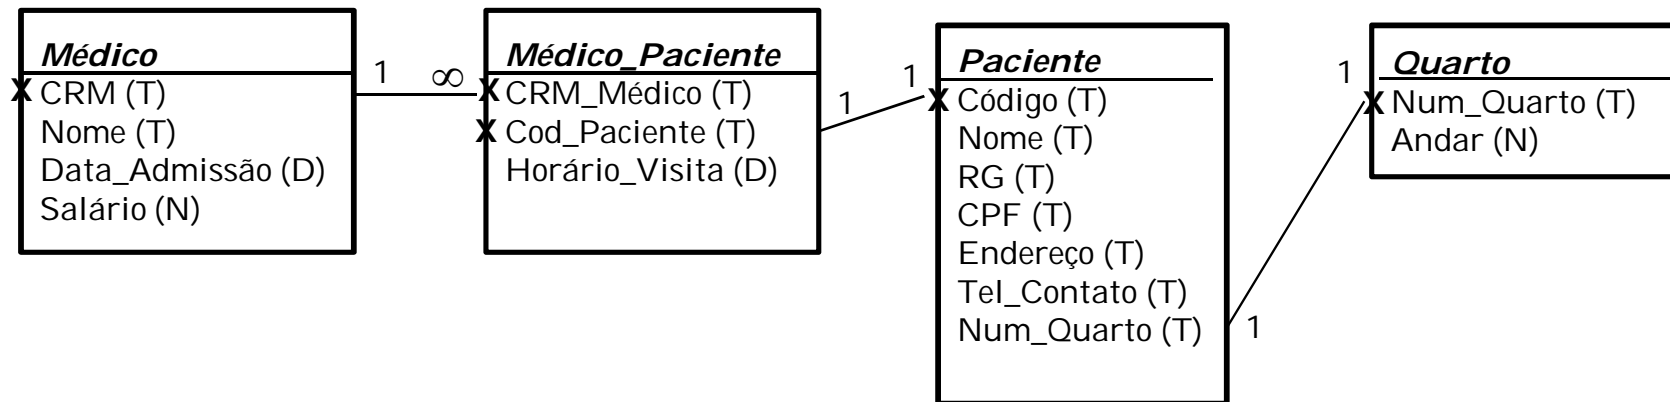 Médico
X CRM (T)
Nome (T)
Data_Admissão (D)
Salário (N)
1 ∞
Médico_Paciente
X CRM_Médico (T)
X Cod_Paciente (T)
Horário_Visita (D)
1 1
Paciente
X Código (T)
Nome (T)
RG (T)
CPF (T)
Endereço (T)
Tel_Contato (T)
Num_Quarto (T)
1 1
Quarto
X Num_Quarto (T)
Andar (N)